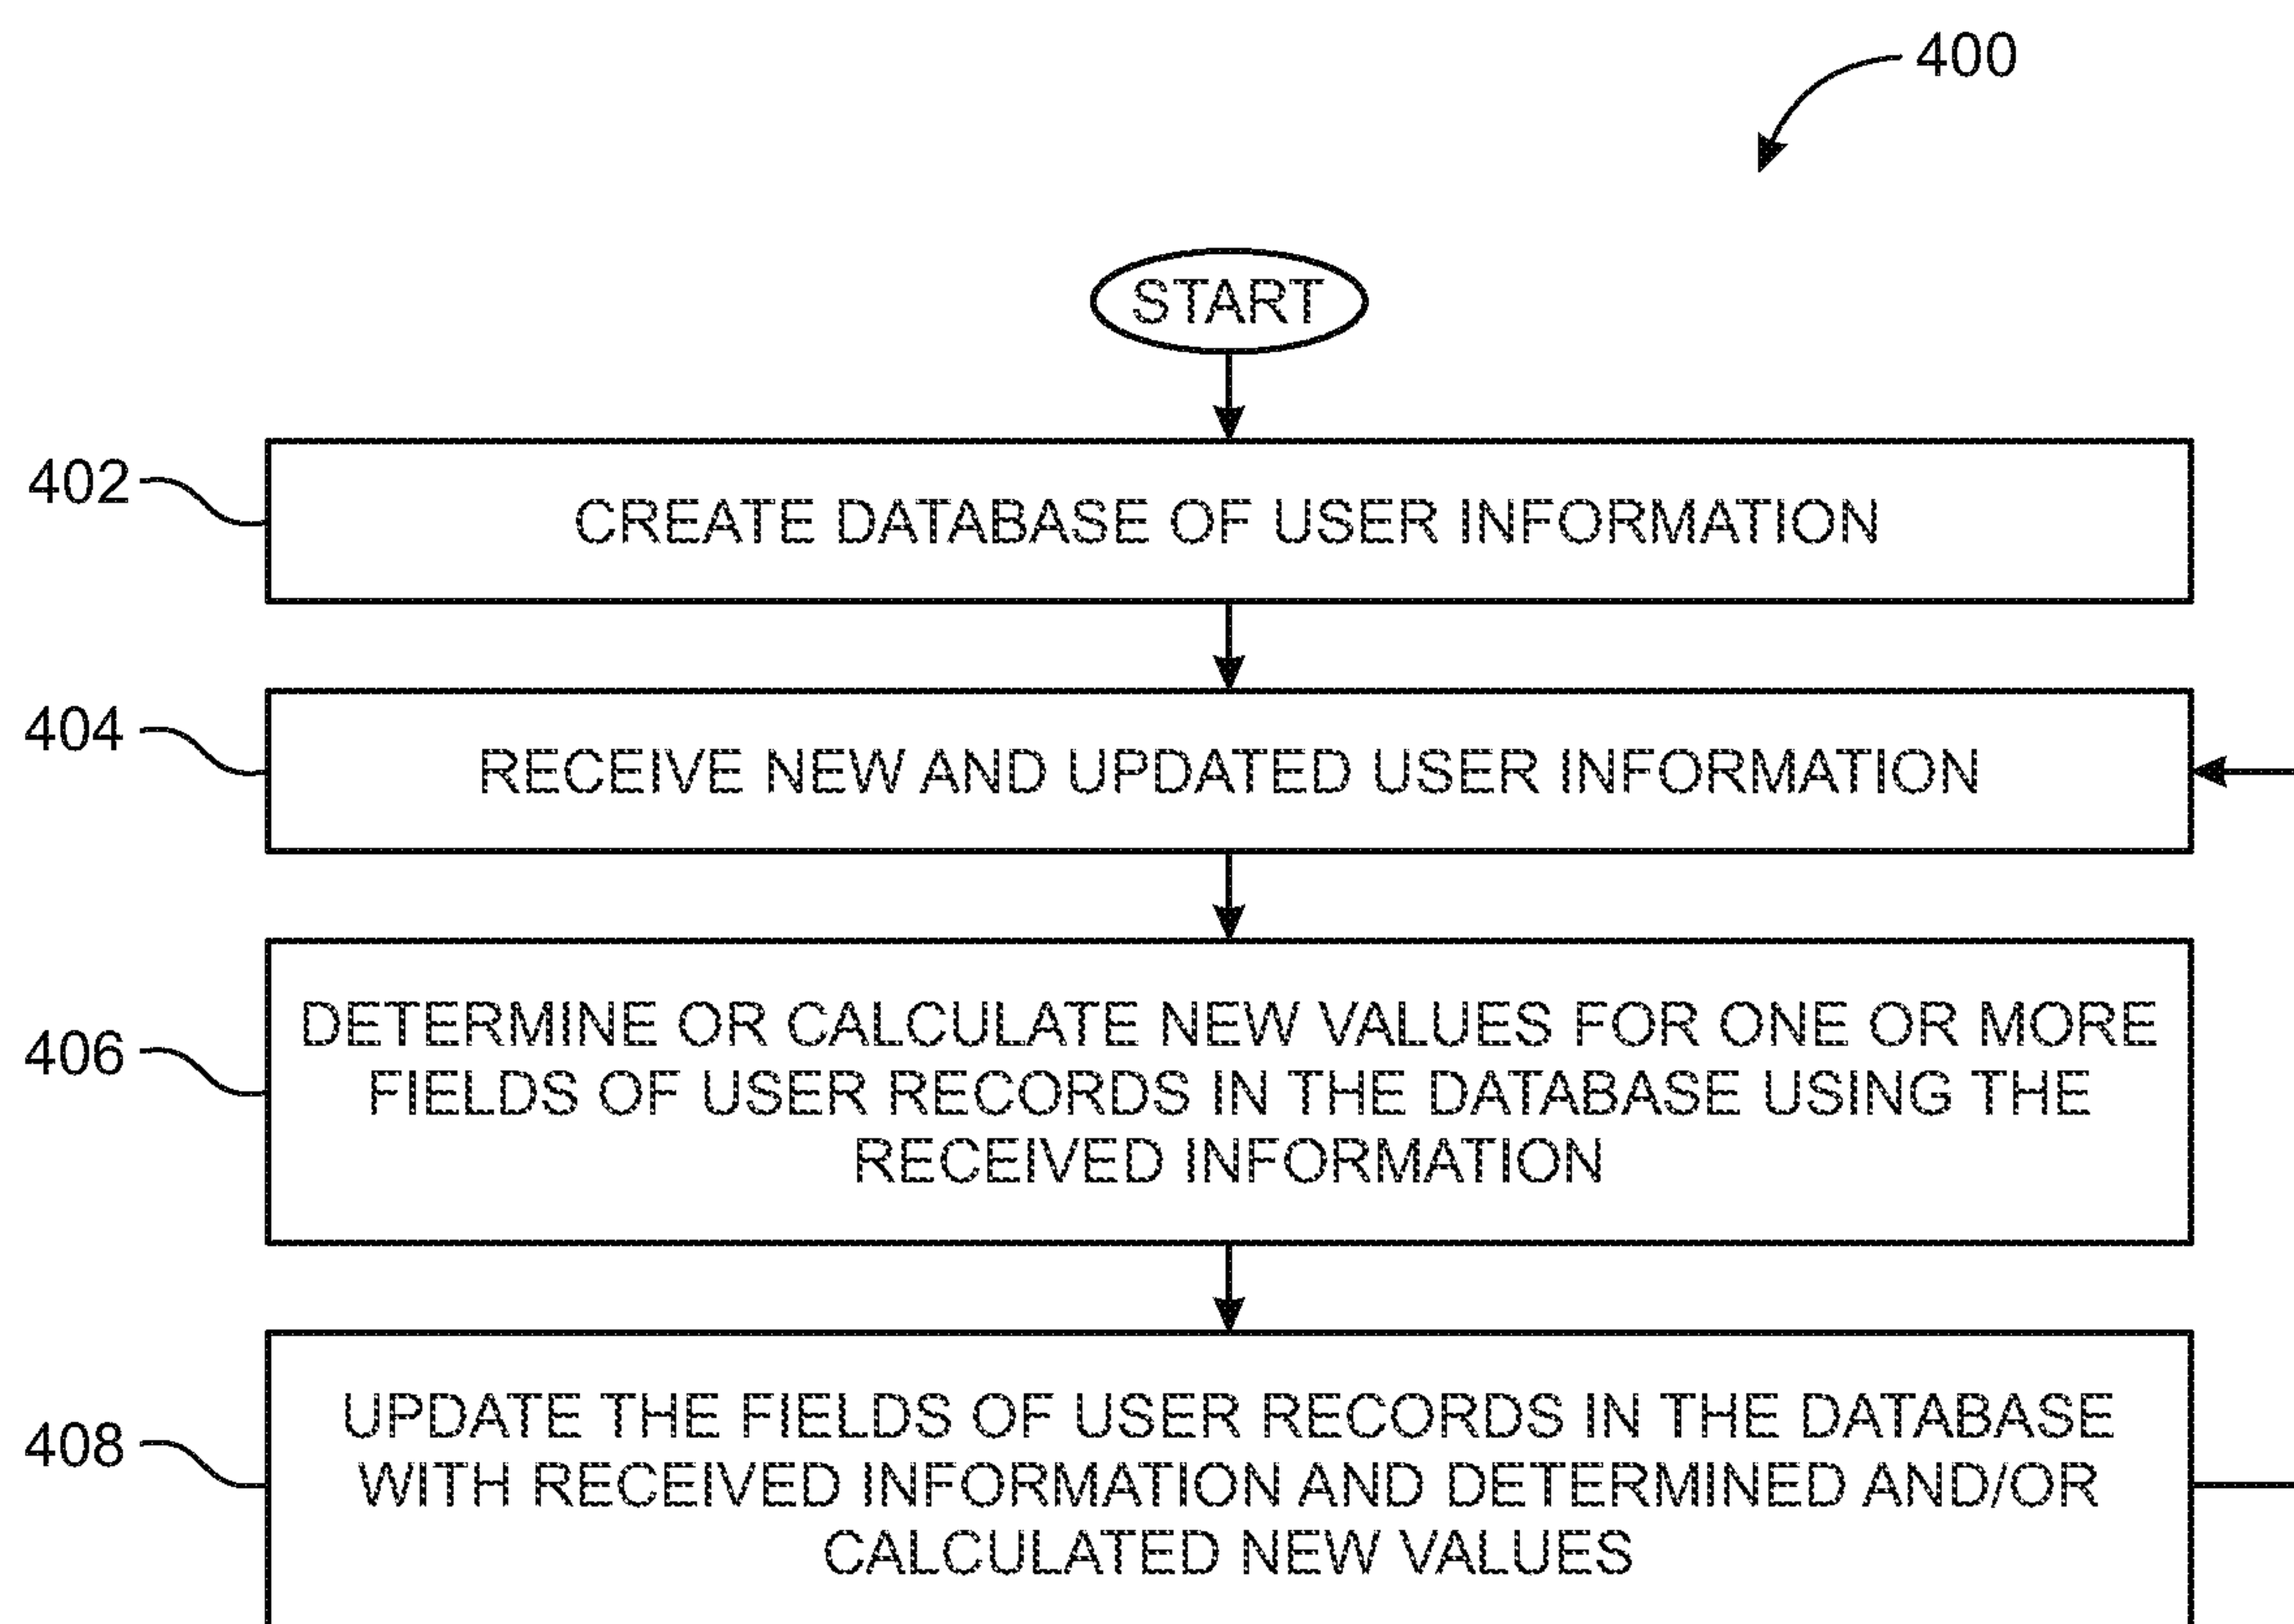 400
START
402
CREATE DATABASE OF USER INFORMATION
404
RECEIVE NEW AND UPDATED USER INFORMATION
406
DETERMINE OR CALCULATE NEW VALUES FOR ONE OR MORE
FIELDS OF USER RECORDS IN THE DATABASE USING THE
RECEIVED INFORMATION
408
UPDATE THE FIELDS OF USER RECORDS IN THE DATABASE
WITH RECEIVED INFORMATION AND DETERMINED AND/OR
CALCULATED NEW VALUES